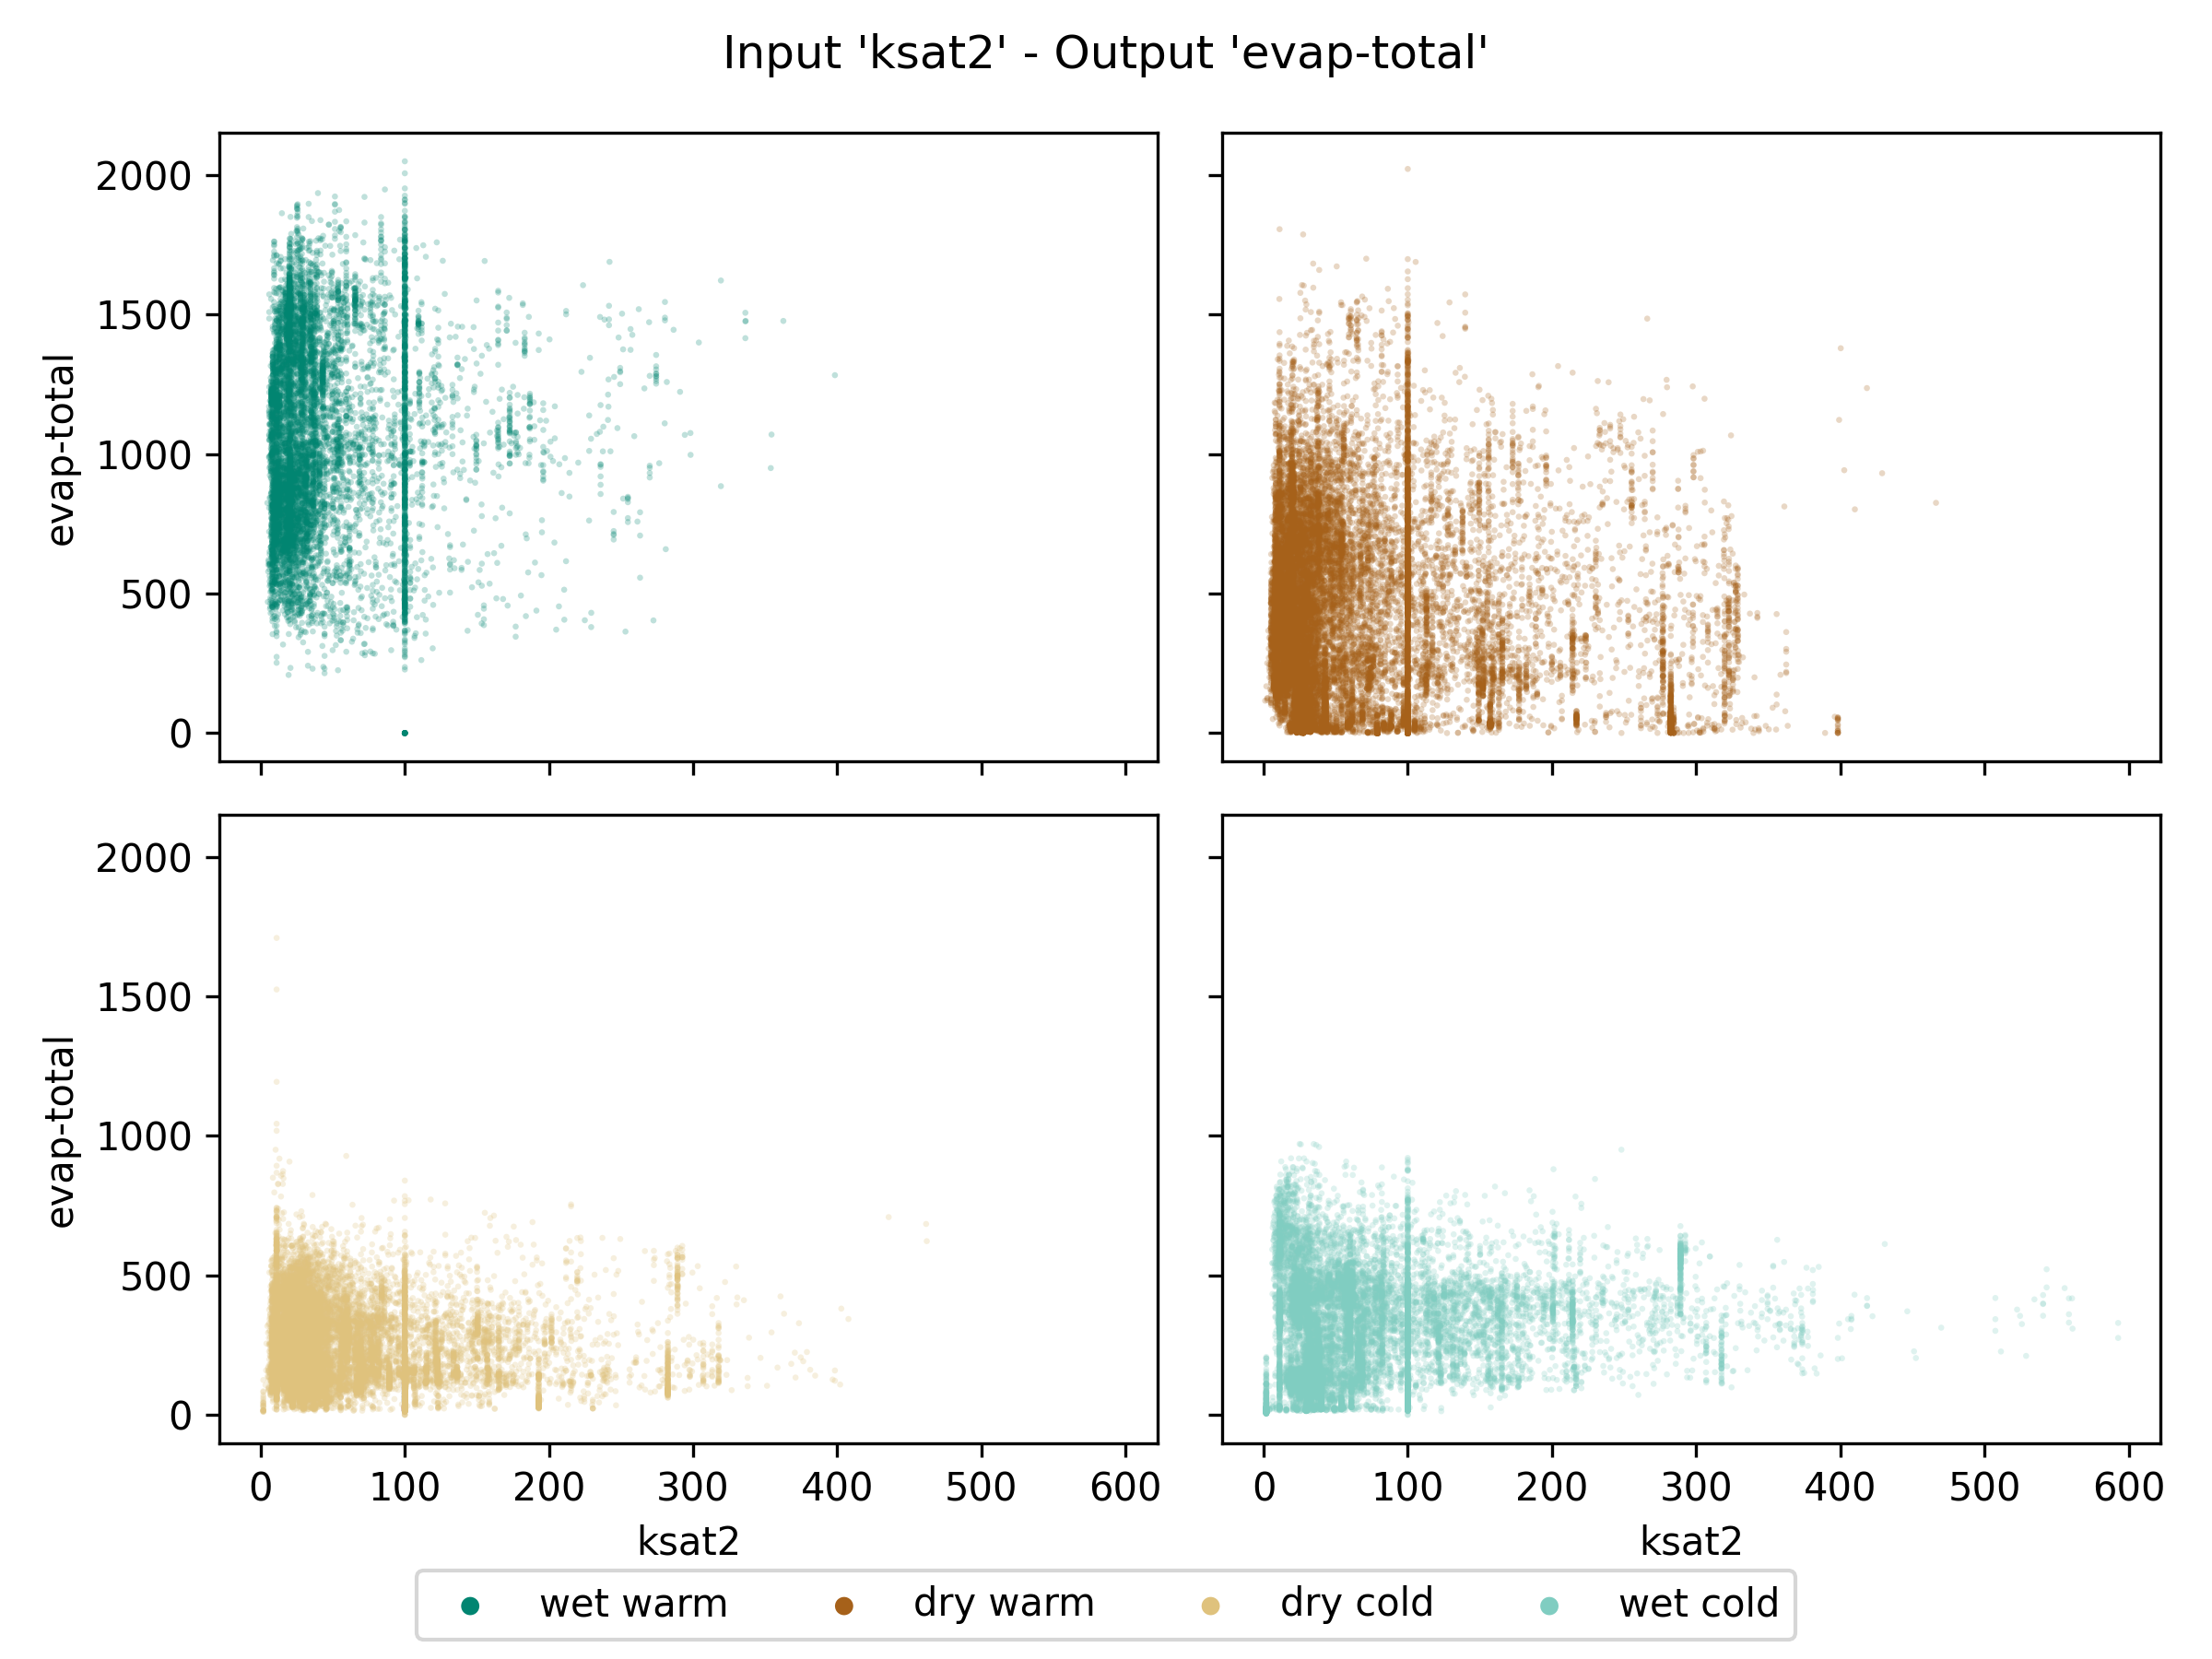 Input 'ksat2' - Output 'evap-total'
2000
1500
1000
500
0
evap-total
2000
1500
1000
500
0
evap-total
0 100 200 300 400 500 600
0 100 200 300 400 500 600
ksat2
ksat2
wet warm dry warm dry cold wet cold